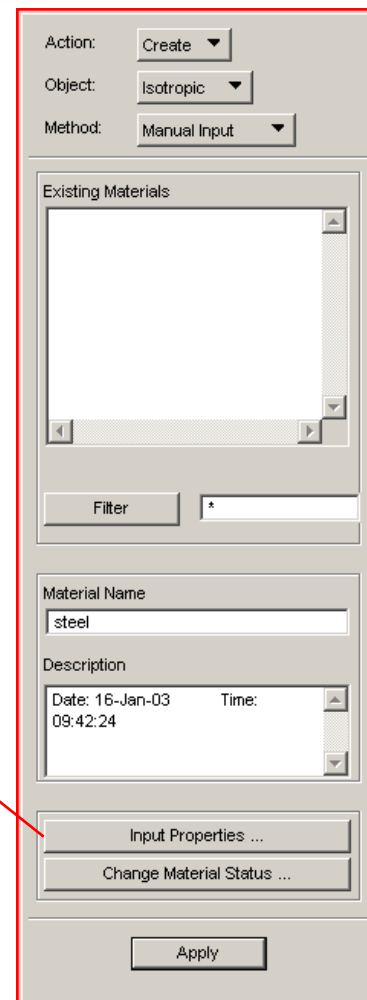 Action: Create
Object: Isotropic
Method: Manual Input
Existing Materials
Filter *
Material Name
steel
Description
Date: 16-Jan-03 Time:
09:42:24
Input Properties ...
Change Material Status ...
Apply